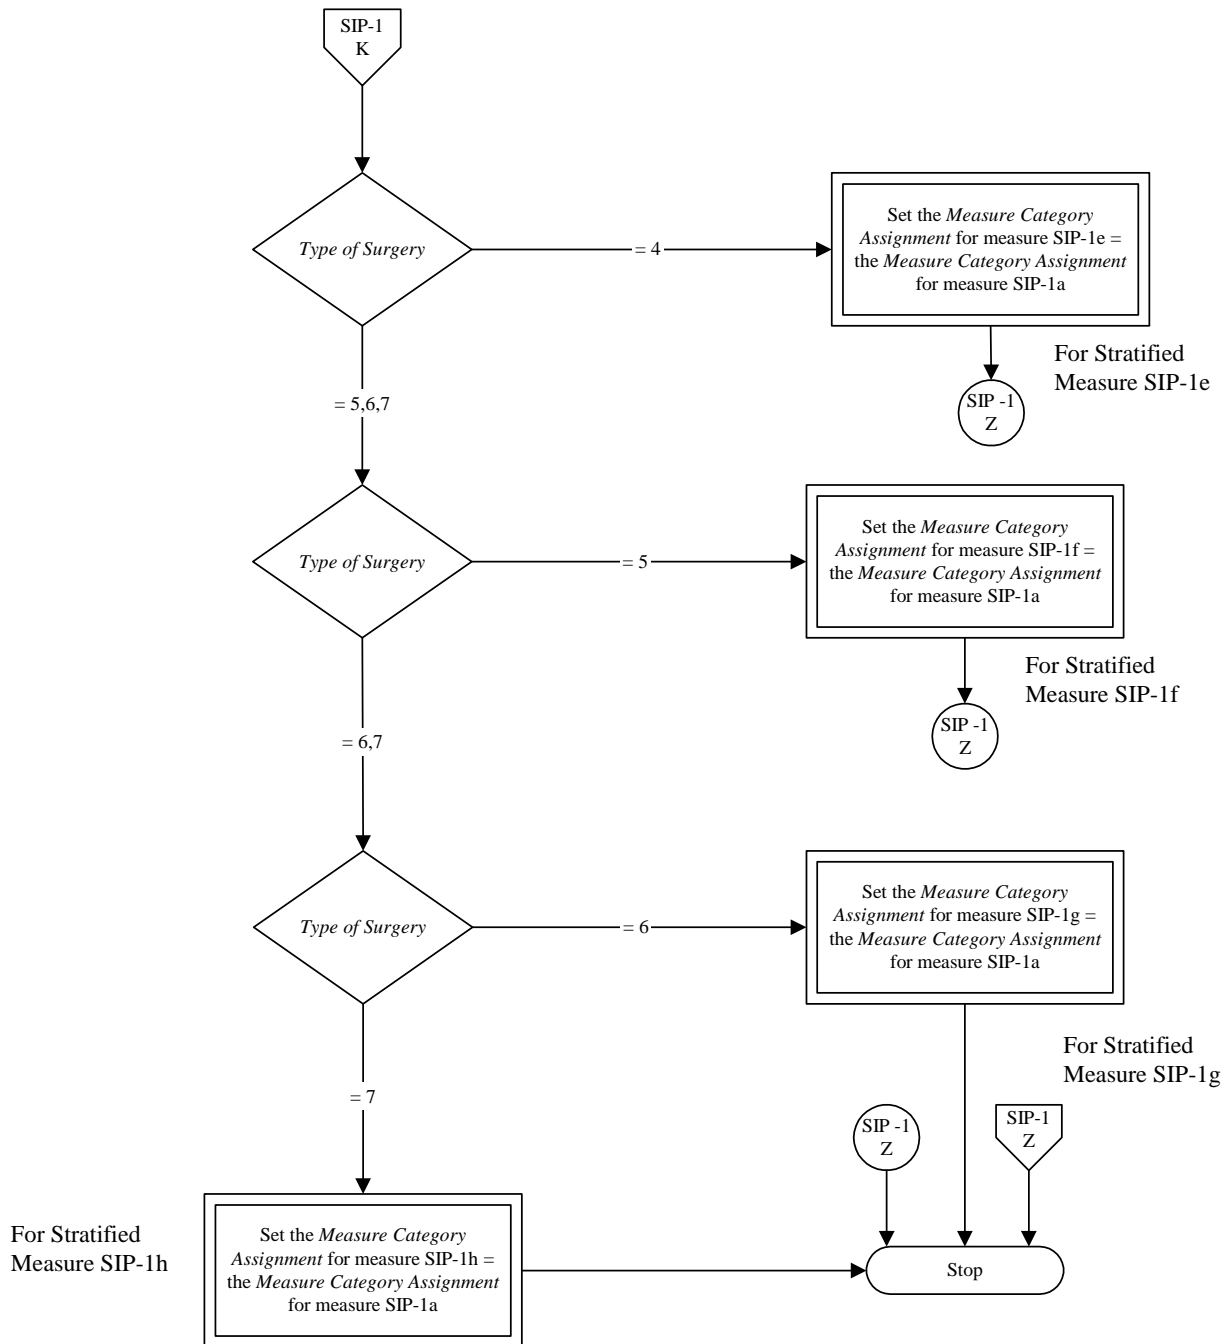 SIP-1
K
Type of Surgery
= 4
Set the Measure Category
Assignment for measure SIP-1e =
the Measure Category Assignment
for measure SIP-1a
For Stratified
Measure SIP-1e
SIP -1
Z
= 5,6,7
Type of Surgery
= 5
Set the Measure Category
Assignment for measure SIP-1f =
the Measure Category Assignment
for measure SIP-1a
For Stratified
Measure SIP-1f
SIP -1
Z
= 6,7
Type of Surgery
= 6
Set the Measure Category
Assignment for measure SIP-1g =
the Measure Category Assignment
for measure SIP-1a
For Stratified
Measure SIP-1g
= 7
SIP -1
Z
SIP-1
Z
For Stratified
Measure SIP-1h
Set the Measure Category
Assignment for measure SIP-1h =
the Measure Category Assignment
for measure SIP-1a
Stop